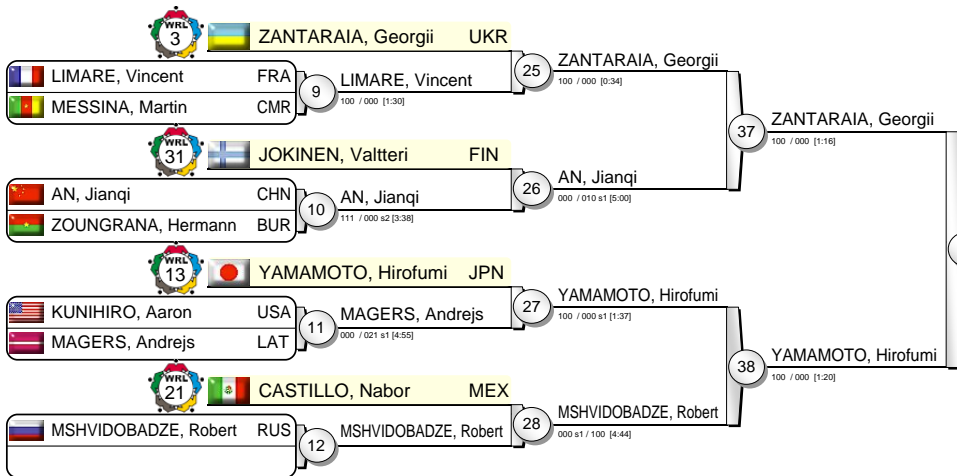 WRL
3
ZANTARAIA, Georgii UKR
LIMARE, Vincent FRA
MESSINA, Martin CMR
9
LIMARE, Vincent
100 / 000 [1:30]
25
ZANTARAIA, Georgii
100 / 000 [0:34]
WRL
31
JOKINEN, Valtteri FIN
AN, Jianqi CHN
ZOUNGRANA, Hermann BUR
10
AN, Jianqi
111 / 000 s2 [3:38]
26
AN, Jianqi
000 / 010 s1 [5:00]
37
ZANTARAIA, Georgii
100 / 000 [1:16]
WRL
13
YAMAMOTO, Hirofumi JPN
KUNIHIRO, Aaron USA
MAGERS, Andrejs LAT
11
MAGERS, Andrejs
000 / 021 s1 [4:55]
27
YAMAMOTO, Hirofumi
100 / 000 s1 [1:37]
WRL
21
CASTILLO, Nabor MEX
MSHVIDOBADZE, Robert RUS
12
MSHVIDOBADZE, Robert
28
MSHVIDOBADZE, Robert
000 s1 / 100 [4:44]
38
YAMAMOTO, Hirofumi
100 / 000 [1:20]